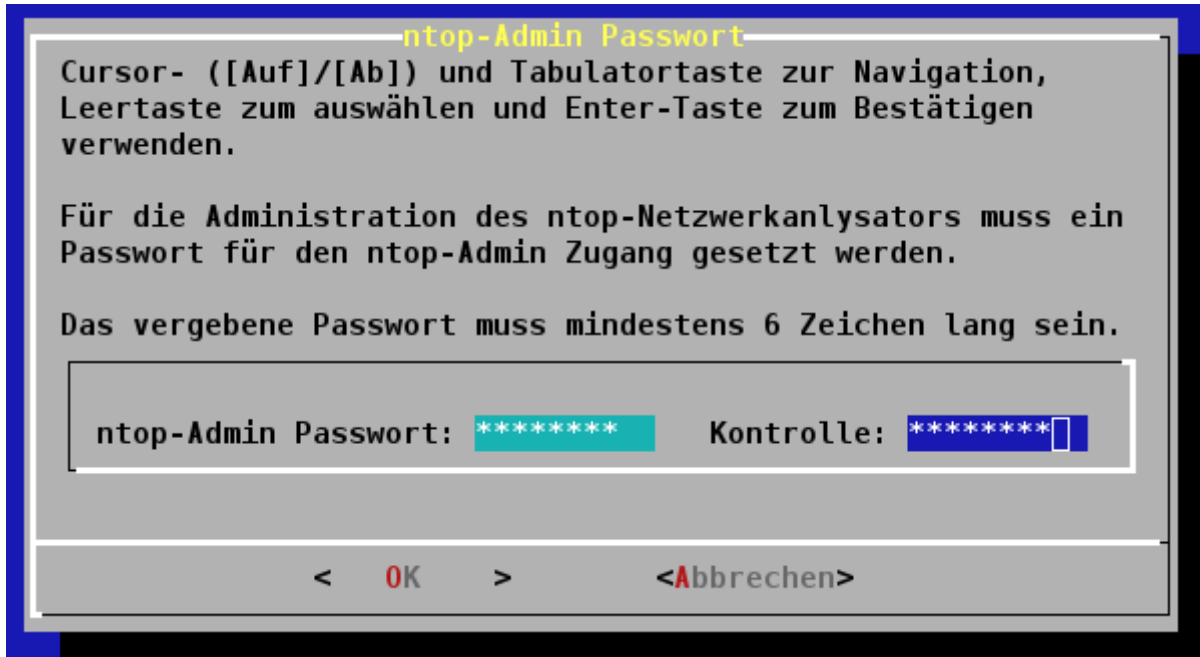 ntop-Admin Passwort
Cursor- ([Auf]/[Ab]) und Tabulatortaste zur Navigation,
Leertaste zum auswählen und Enter-Taste zum Bestätigen
verwenden.
Für die Administration des ntop-Netzwerkanlysators muss ein
Passwort für den ntop-Admin Zugang gesetzt werden.
Das vergebene Passwort muss mindestens 6 Zeichen lang sein.
ntop-Admin Passwort: ******** Kontrolle: ********
< OK > <Abbrechen>